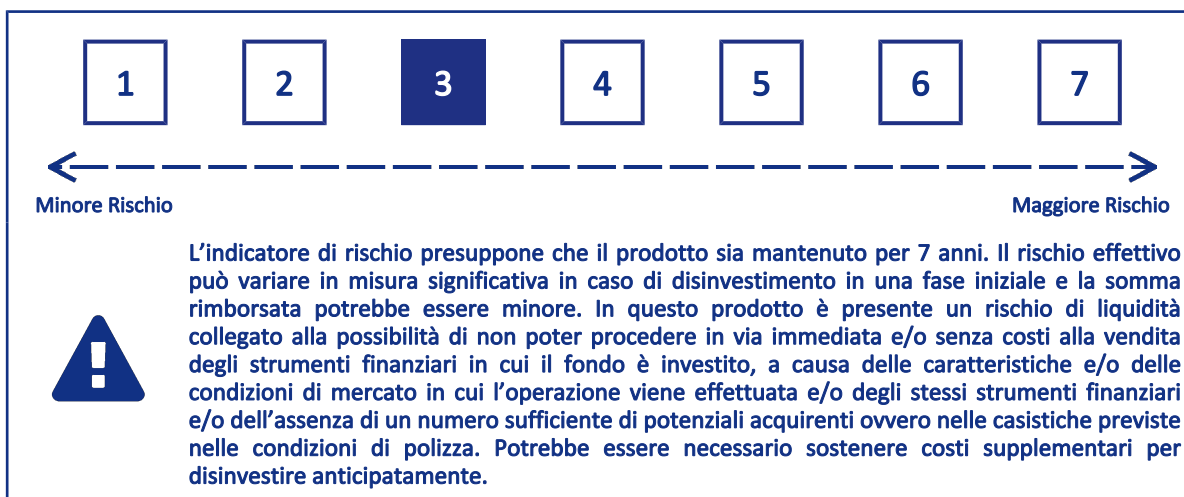 1 2 3 4 5 6 7
Minore Rischio Maggiore Rischio
L’indicatore di rischio presuppone che il prodotto sia mantenuto per 7 anni. Il rischio effettivo
può variare in misura significativa in caso di disinvestimento in una fase iniziale e la somma
rimborsata potrebbe essere minore. In questo prodotto è presente un rischio di liquidità
collegato alla possibilità di non poter procedere in via immediata e/o senza costi alla vendita
degli strumenti finanziari in cui il fondo è investito, a causa delle caratteristiche e/o delle
condizioni di mercato in cui l’operazione viene effettuata e/o degli stessi strumenti finanziari
e/o dell’assenza di un numero sufficiente di potenziali acquirenti ovvero nelle casistiche previste
nelle condizioni di polizza. Potrebbe essere necessario sostenere costi supplementari per
disinvestire anticipatamente.